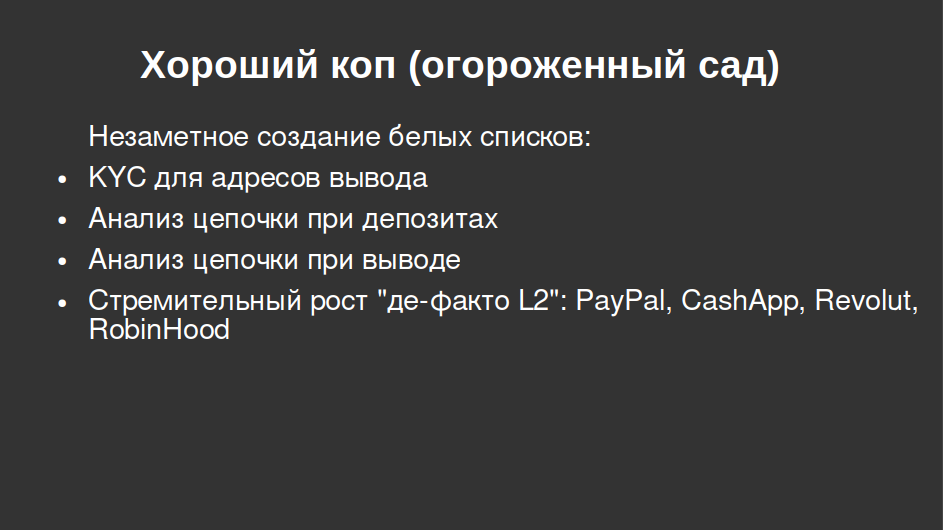 Хороший коп (огороженный сад)
Незаметное создание белых списков:
• KYC для адресов вывода
• Анализ цепочки при депозитах
• Анализ цепочки при выводе
• Стремительный рост "де-факто L2": PayPal, CashApp, Revolut,
RobinHood